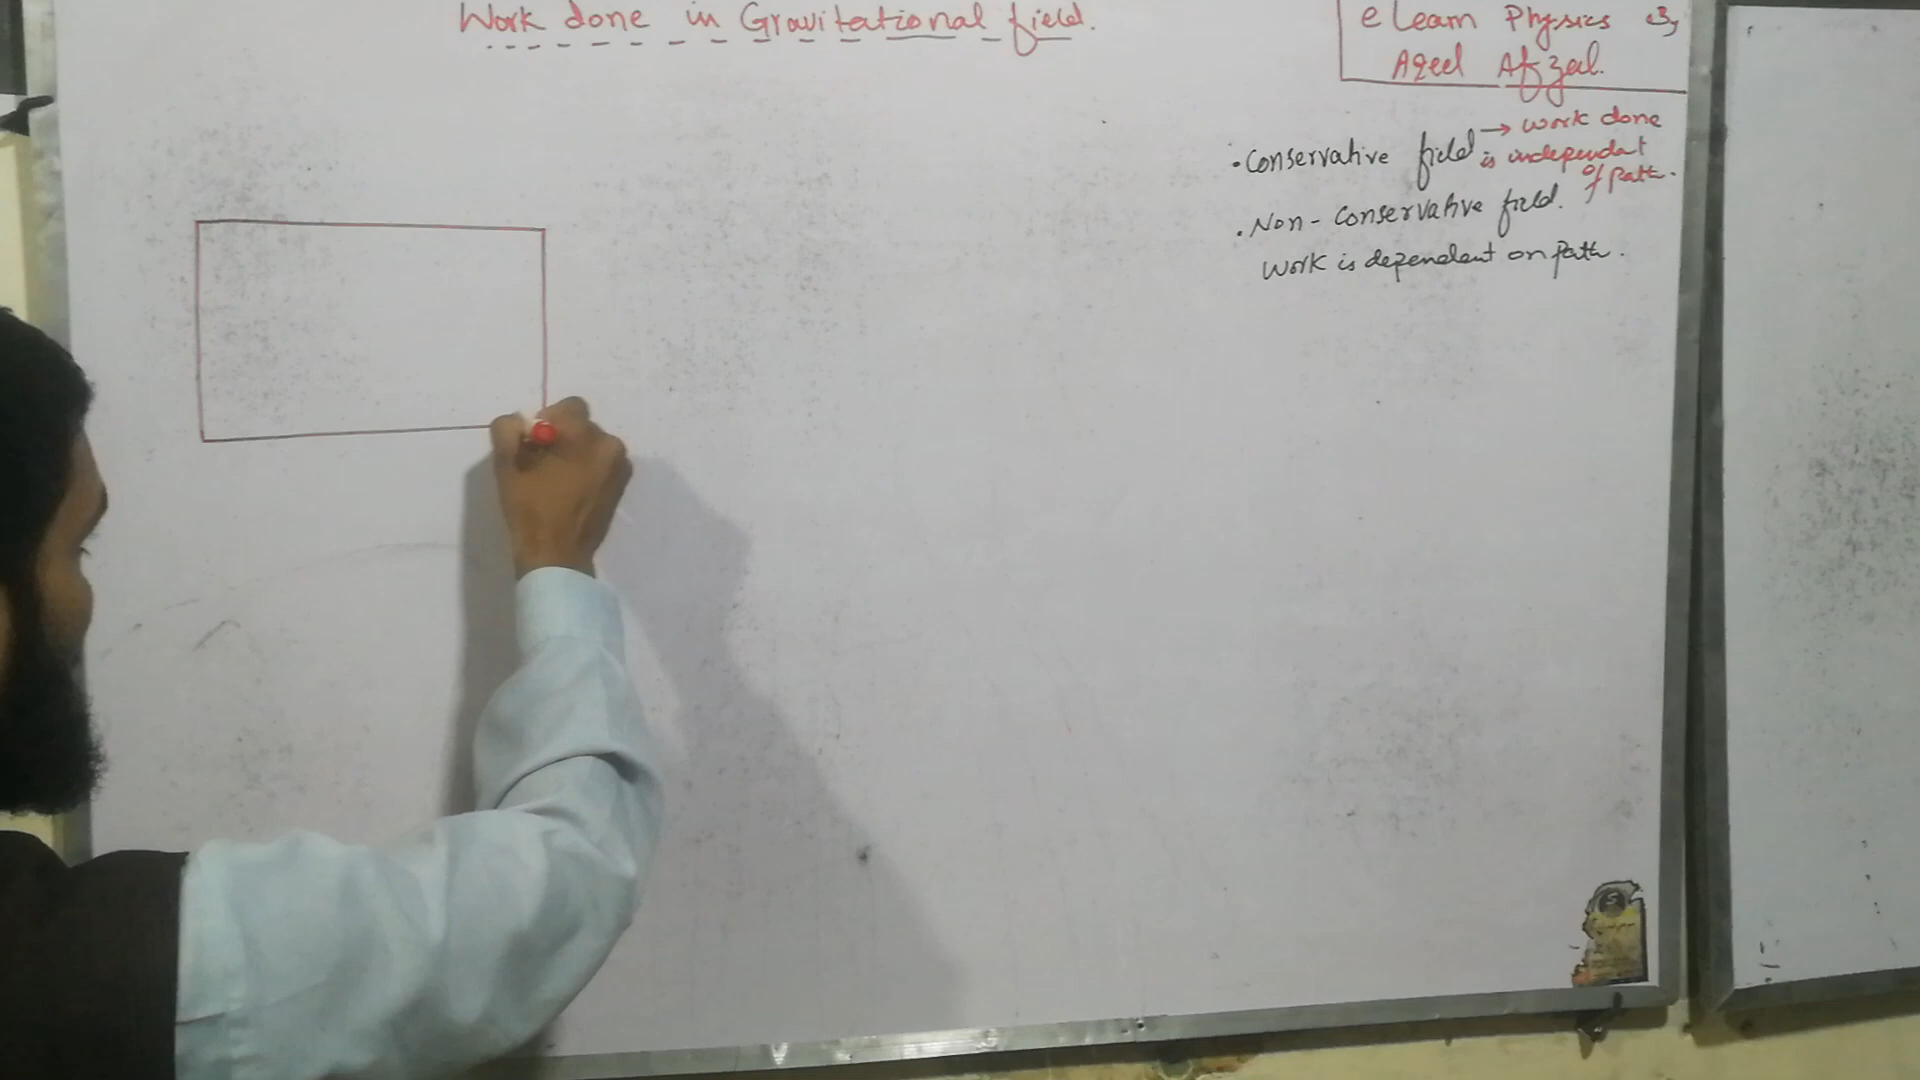 Work done in Gravitational field.
eLearn Physics By
Aqeel Afzal.
• Conservative field → work done
is independent
of path.
• Non-Conservative field.
Work is dependent on Path.